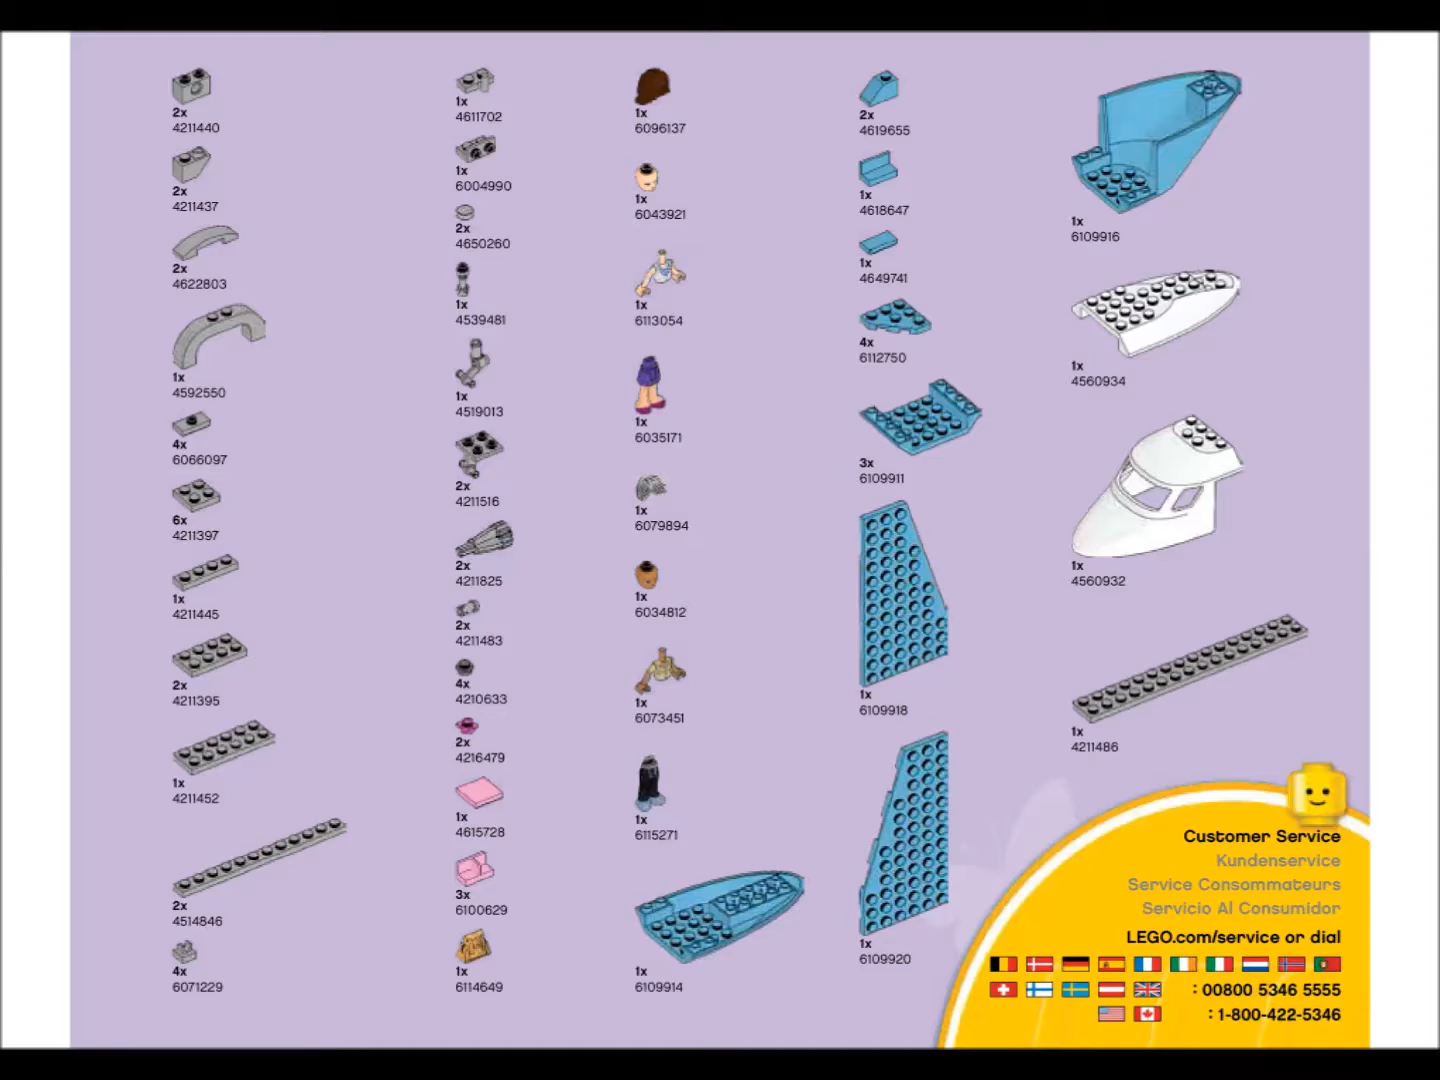 2x
4211440
2x
4211437
2x
4622803
1x
4592550
4x
6066097
6x
4211397
1x
4211445
2x
4211395
1x
4211452
2x
4514846
4x
6071229
1x
4611702
1x
6004990
2x
4650260
1x
4539481
1x
4519013
2x
4211516
2x
4211825
2x
4211483
4x
4210633
2x
4216479
1x
4615728
3x
6100629
1x
6114649
1x
6096137
1x
6043921
1x
6113054
1x
6035171
1x
6079894
1x
6034812
1x
6073451
1x
6115271
1x
6109914
2x
4619655
1x
4618647
1x
4649741
4x
6112750
3x
6109911
1x
6109918
1x
6109920
1x
6109916
1x
4560934
1x
4560932
1x
4211486
Customer Service
Kundenservice
Service Consommateurs
Servicio Al Consumidor
LEGO.com/service or dial
: 00800 5346 5555
: 1-800-422-5346